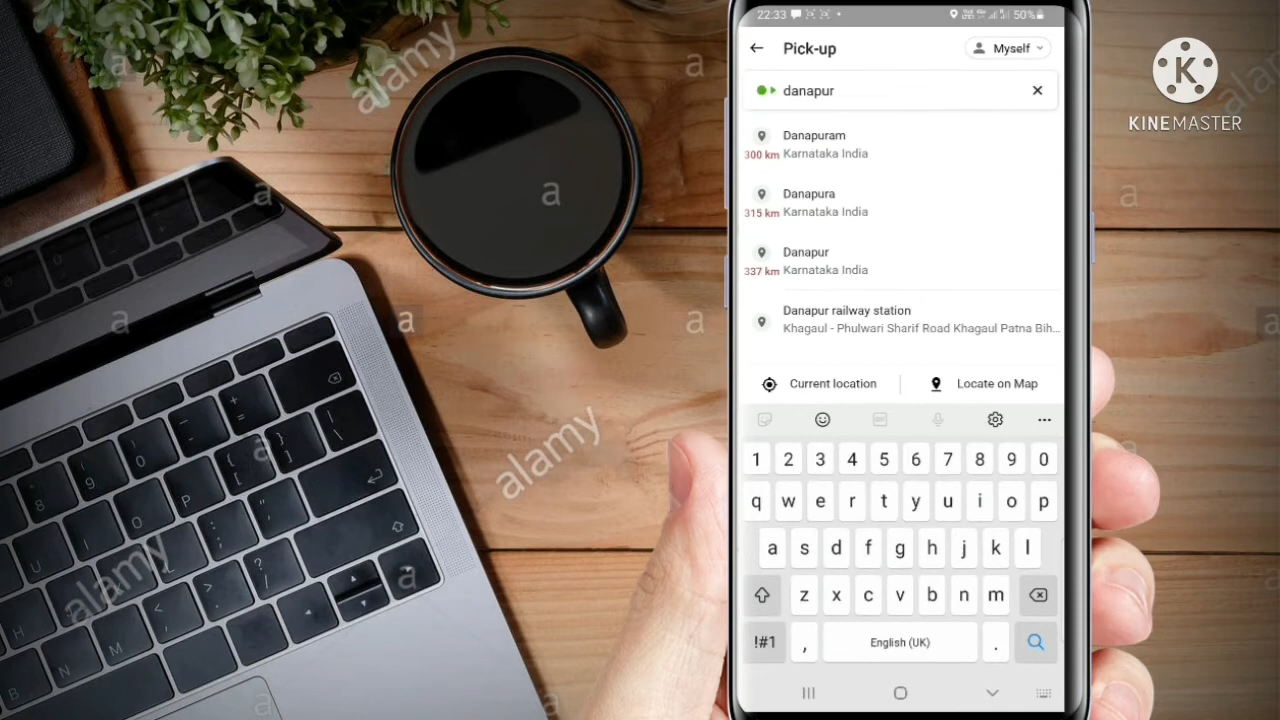 22:33
50%
Pick-up
Myself
danapur
Danapuram
300 km Karnataka India
Danapura
315 km Karnataka India
Danapur
337 km Karnataka India
Danapur railway station
Khagaul - Phulwari Sharif Road Khagaul Patna Bih...
Current location
Locate on Map
1 2 3 4 5 6 7 8 9 0
q w e r t y u i o p
a s d f g h j k l
z x c v b n m
!#1 , English (UK) .
K
KINEMASTER
alamy
alamy
alamy
a
a
a
a
a
a
a
a